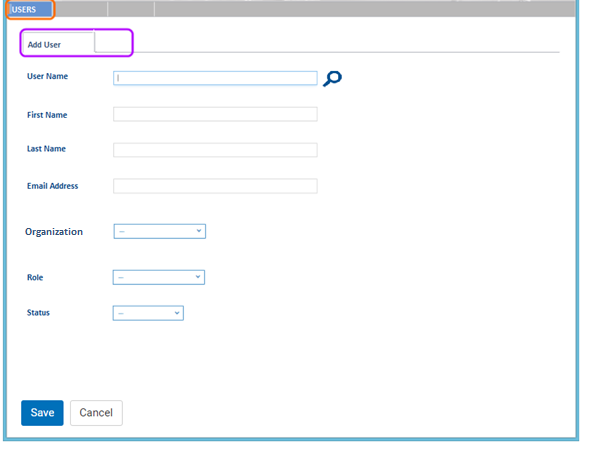 USERS
Add User
User Name
First Name
Last Name
Email Address
Organization --
Role --
Status --
Save Cancel